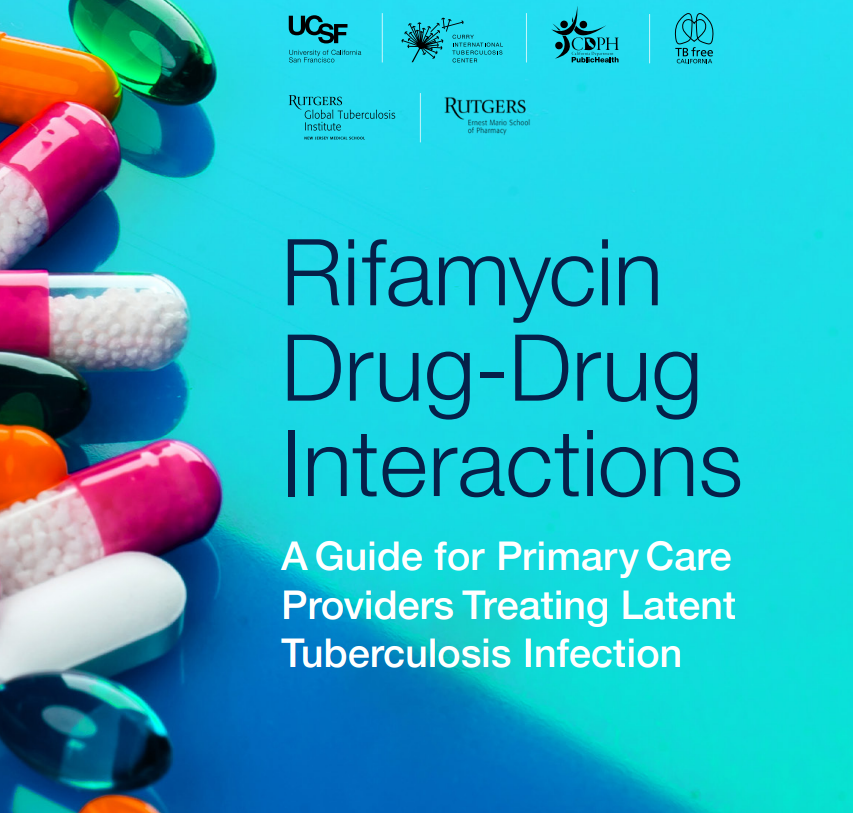 UCSF
University of California
San Francisco
CURRY
INTERNATIONAL
TUBERCULOSIS
CENTER
CDPH
California Department
PublicHealth
TB free
CALIFORNIA
RUTGERS
Global Tuberculosis
Institute
NEW JERSEY MEDICAL SCHOOL
RUTGERS
Ernest Mario School
of Pharmacy
Rifamycin
Drug-Drug
Interactions
A Guide for Primary Care
Providers Treating Latent
Tuberculosis Infection